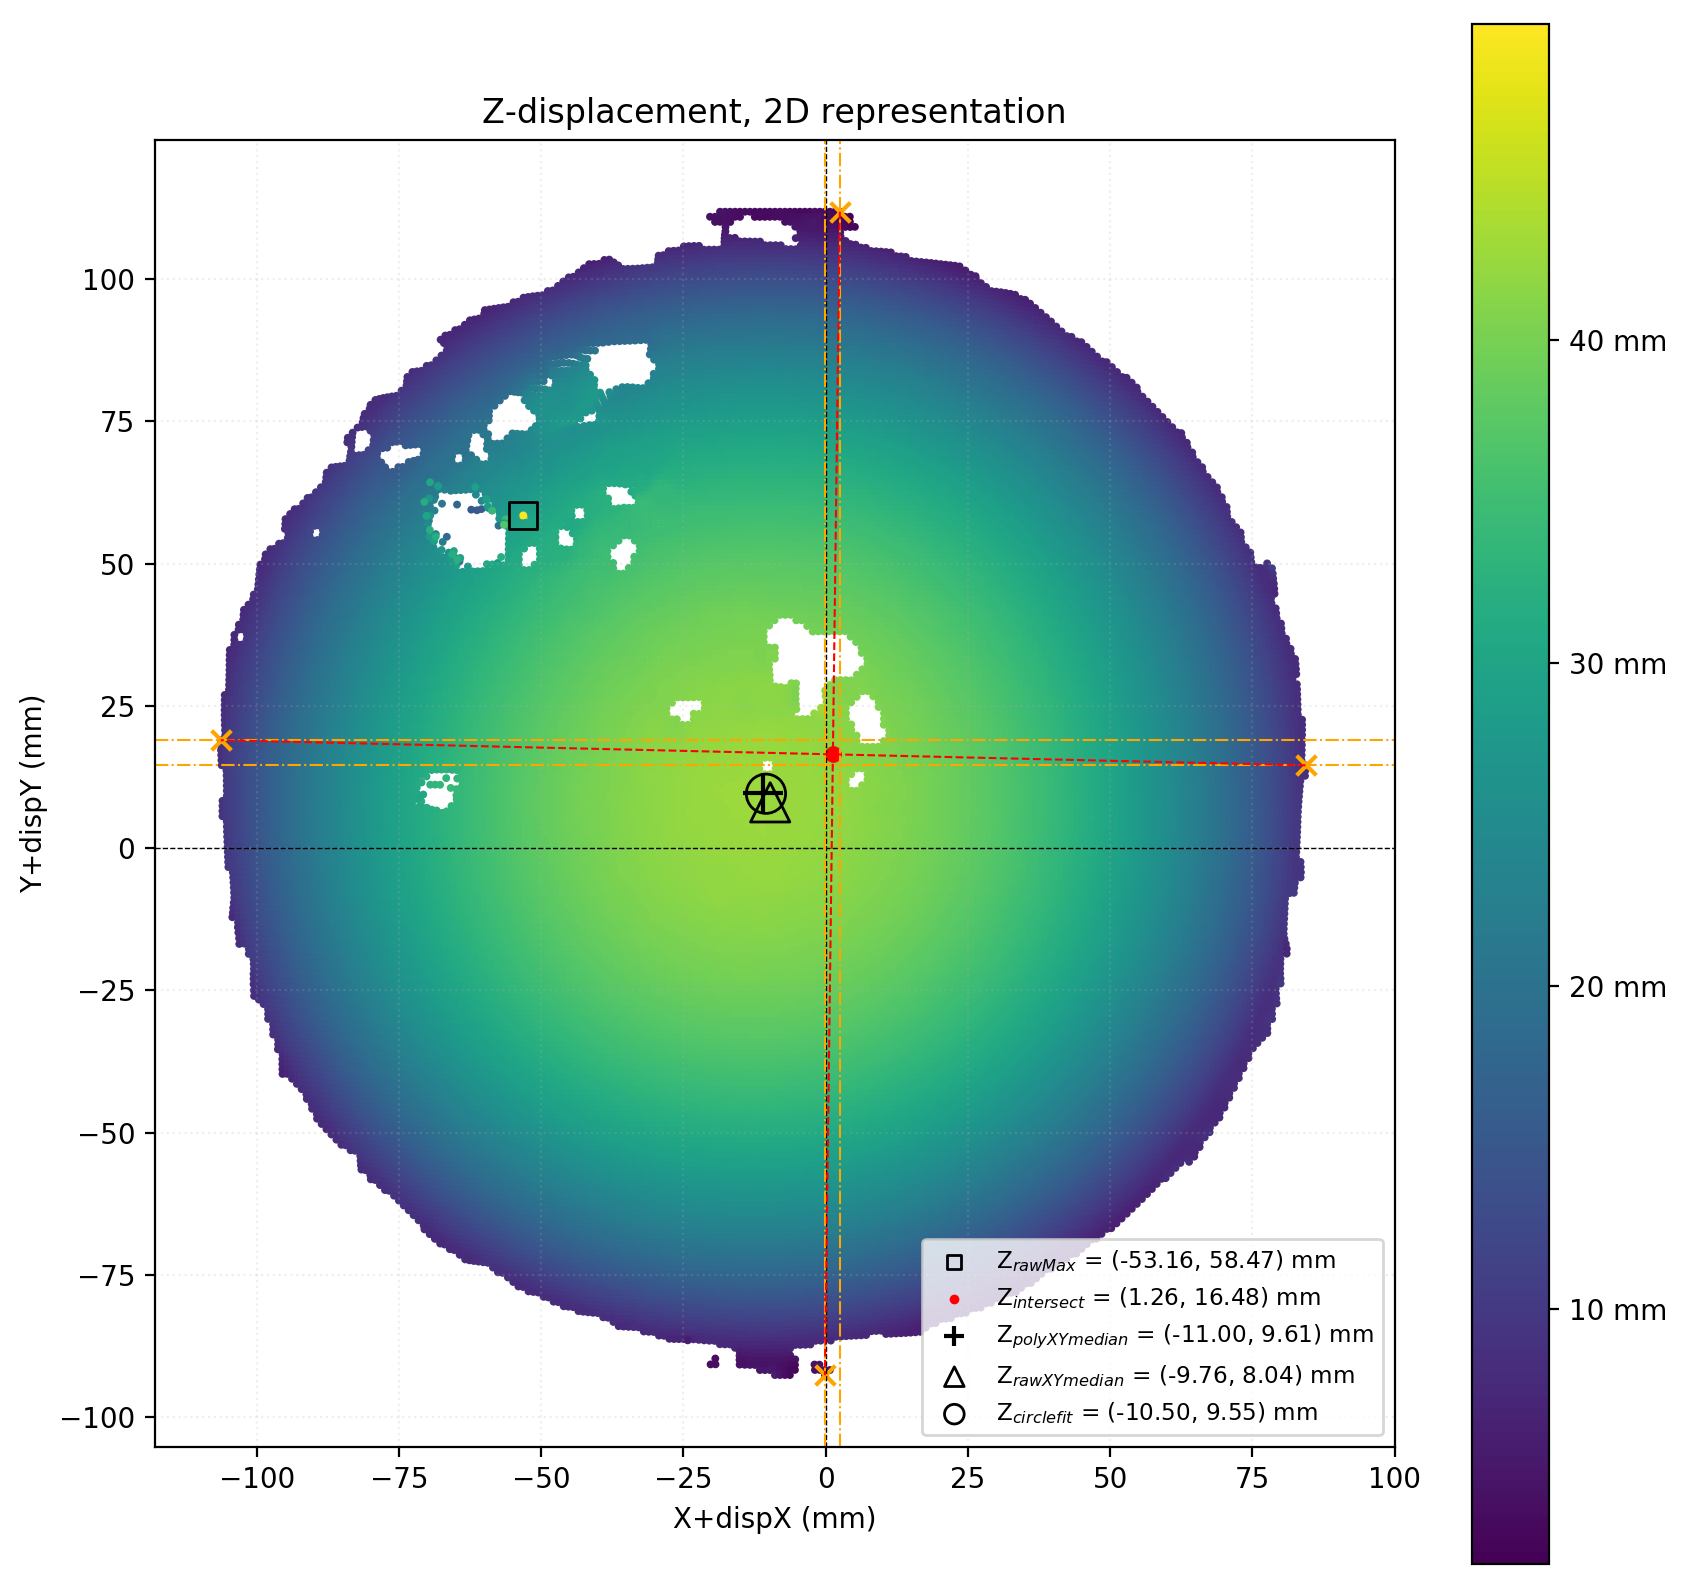 Z-displacement, 2D representation
40 mm
30 mm
20 mm
10 mm
Y+dispY (mm)
100
75
50
25
0
−25
−50
−75
−100
Z_rawMax = (-53.16, 58.47) mm
Z_intersect = (1.26, 16.48) mm
Z_polyXYmedian = (-11.00, 9.61) mm
Z_rawXYmedian = (-9.76, 8.04) mm
Z_circlefit = (-10.50, 9.55) mm
−100 −75 −50 −25 0 25 50 75 100
X+dispX (mm)